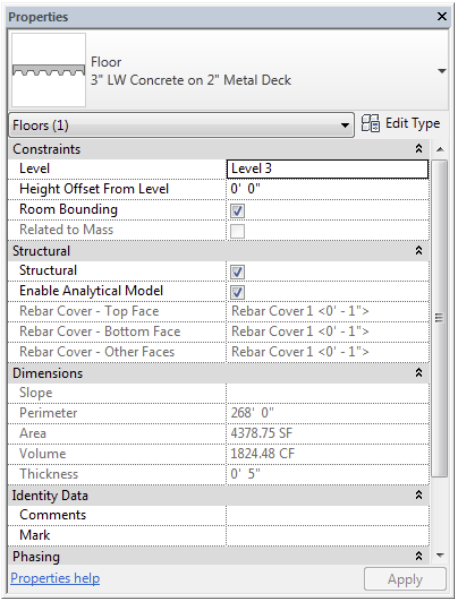 Properties
Floor
3" LW Concrete on 2" Metal Deck
Floors (1) Edit Type
Constraints
Level Level 3
Height Offset From Level 0' 0"
Room Bounding
Related to Mass
Structural
Structural
Enable Analytical Model
Rebar Cover - Top Face Rebar Cover 1 <0' - 1">
Rebar Cover - Bottom Face Rebar Cover 1 <0' - 1">
Rebar Cover - Other Faces Rebar Cover 1 <0' - 1">
Dimensions
Slope
Perimeter 268' 0"
Area 4378.75 SF
Volume 1824.48 CF
Thickness 0' 5"
Identity Data
Comments
Mark
Phasing
Properties help Apply